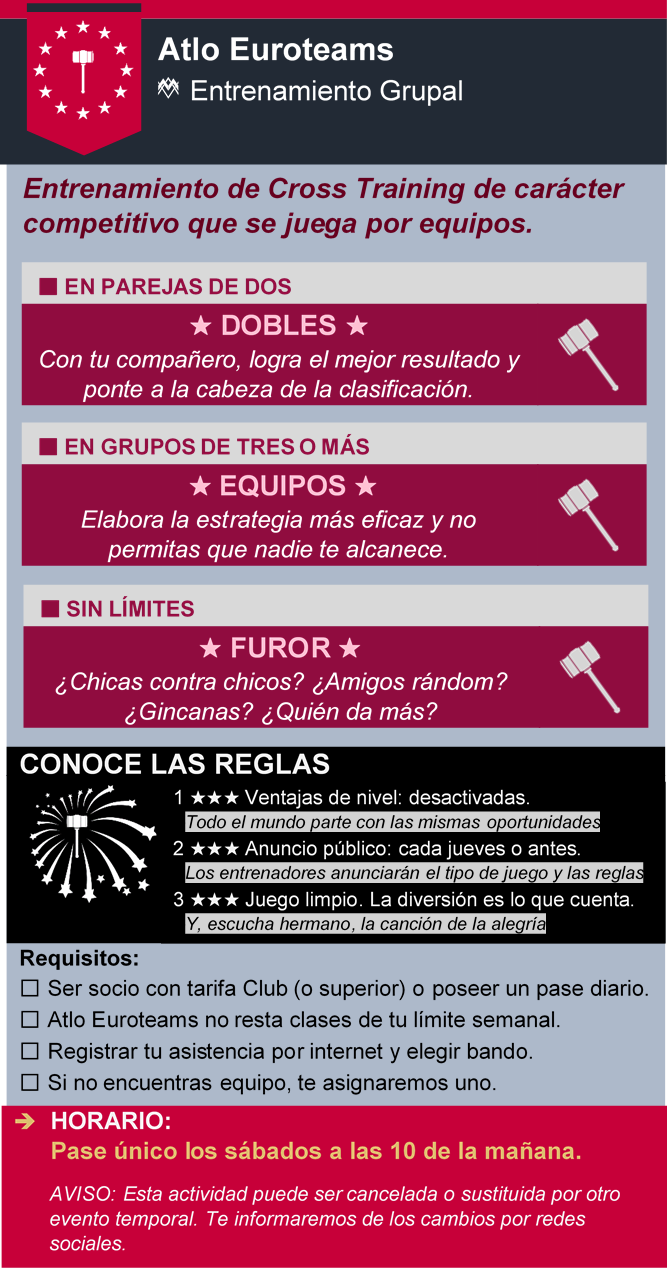 Atlo Euroteams
Entrenamiento Grupal
Entrenamiento de Cross Training de carácter
competitivo que se juega por equipos.
■ EN PAREJAS DE DOS
★ DOBLES ★
Con tu compañero, logra el mejor resultado y
ponte a la cabeza de la clasificación.
■ EN GRUPOS DE TRES O MÁS
★ EQUIPOS ★
Elabora la estrategia más eficaz y no
permitas que nadie te alcanece.
■ SIN LÍMITES
★ FUROR ★
¿Chicas contra chicos? ¿Amigos rándom?
¿Gincanas? ¿Quién da más?
CONOCE LAS REGLAS
1 ★★★ Ventajas de nivel: desactivadas.
Todo el mundo parte con las mismas oportunidades
2 ★★★ Anuncio público: cada jueves o antes.
Los entrenadores anunciarán el tipo de juego y las reglas
3 ★★★ Juego limpio. La diversión es lo que cuenta.
Y, escucha hermano, la canción de la alegría
Requisitos:
☐ Ser socio con tarifa Club (o superior) o poseer un pase diario.
☐ Atlo Euroteams no resta clases de tu límite semanal.
☐ Registrar tu asistencia por internet y elegir bando.
☐ Si no encuentras equipo, te asignaremos uno.
➔ HORARIO:
Pase único los sábados a las 10 de la mañana.
AVISO: Esta actividad puede ser cancelada o sustituida por otro
evento temporal. Te informaremos de los cambios por redes
sociales.